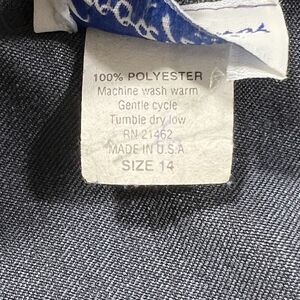 100% POLYESTER
Machine wash warm
Gentle cycle
Tumble dry low
RN 21462
MADE IN U.S.A.
SIZE 14